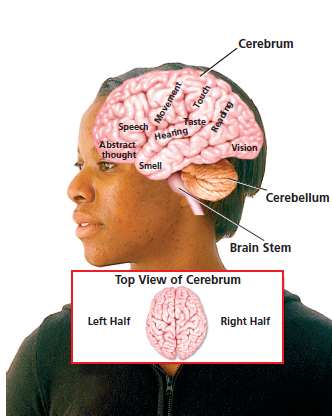 Cerebrum
Movement
Touch
Reading
Speech
Hearing
Taste
Abstract
thought
Vision
Smell
Cerebellum
Brain Stem
Top View of Cerebrum
Left Half
Right Half